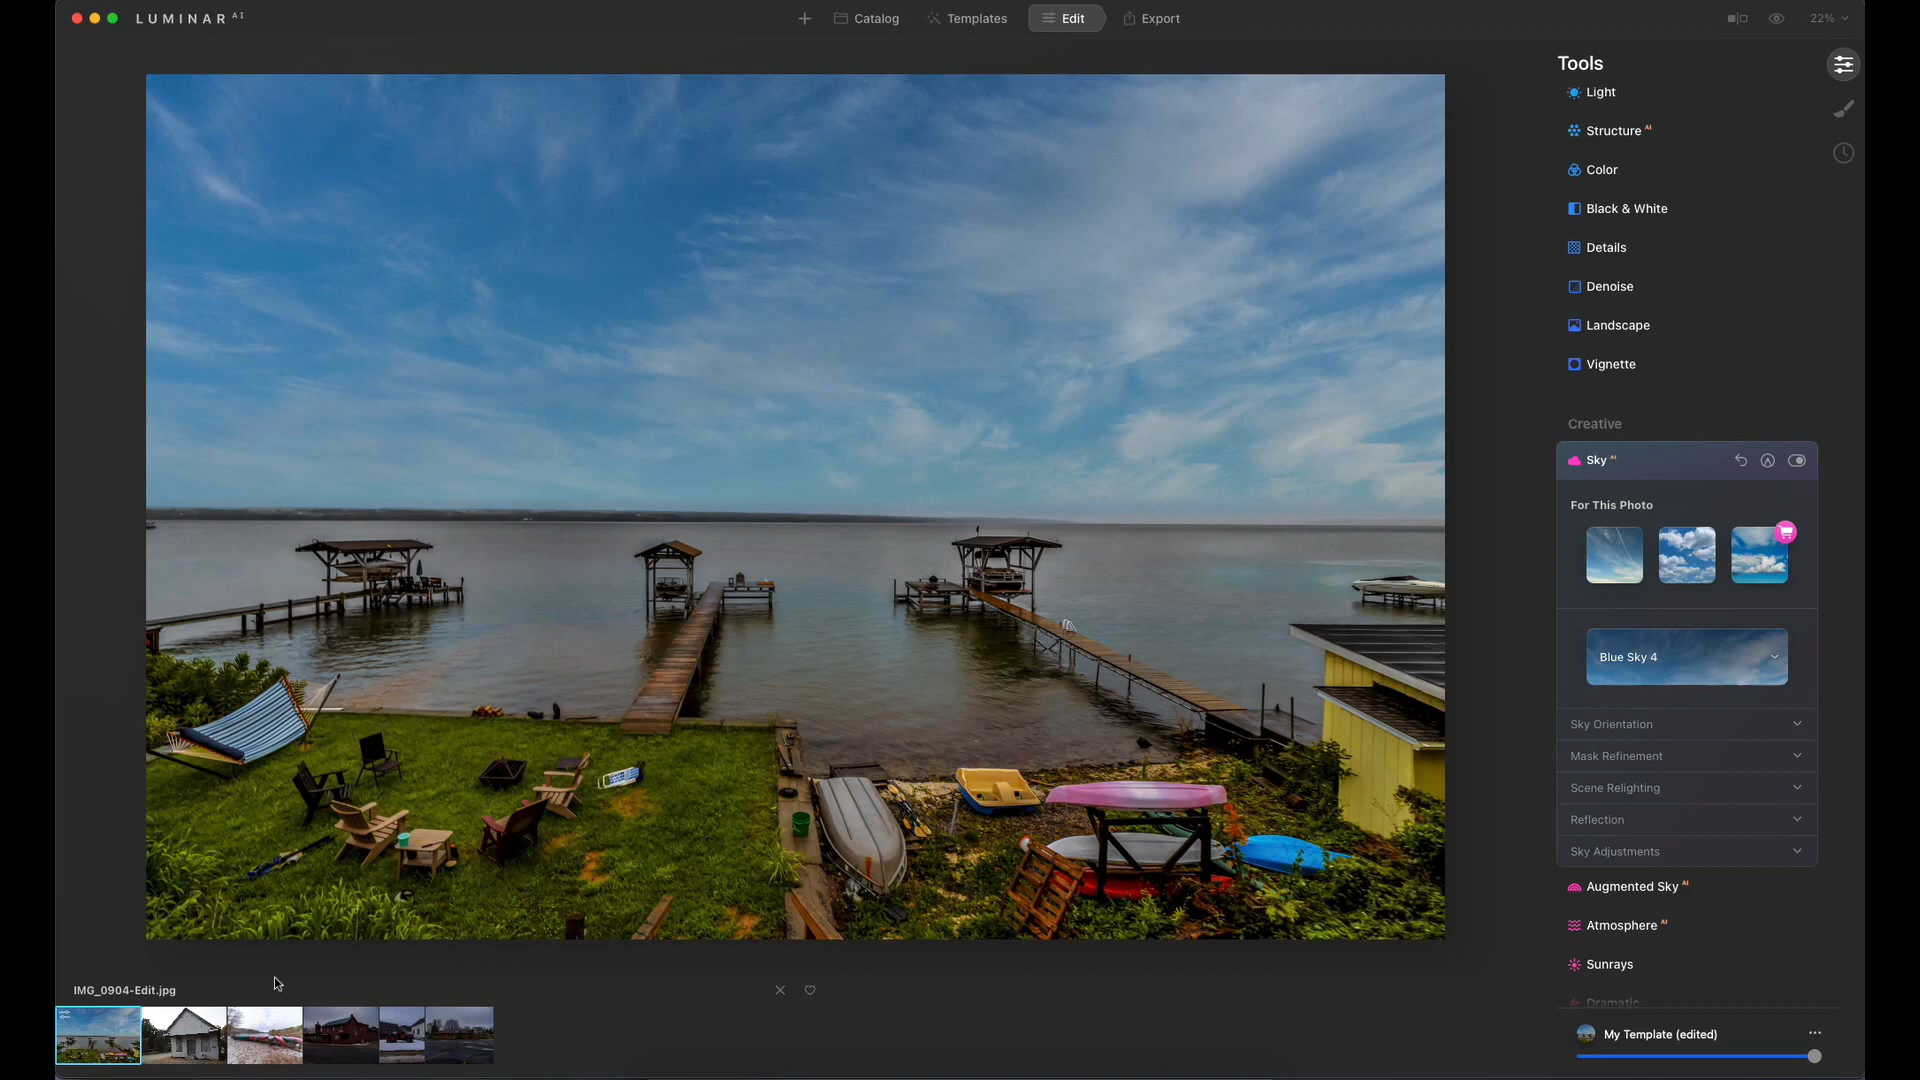 LUMINAR AI
Catalog
Templates
Edit
Export
22%
Tools
Light
Structure AI
Color
Black & White
Details
Denoise
Landscape
Vignette
Creative
Sky AI
For This Photo
Blue Sky 4
Sky Orientation
Mask Refinement
Scene Relighting
Reflection
Sky Adjustments
Augmented Sky AI
Atmosphere AI
Sunrays
Dramatic
My Template (edited)
IMG_0904-Edit.jpg